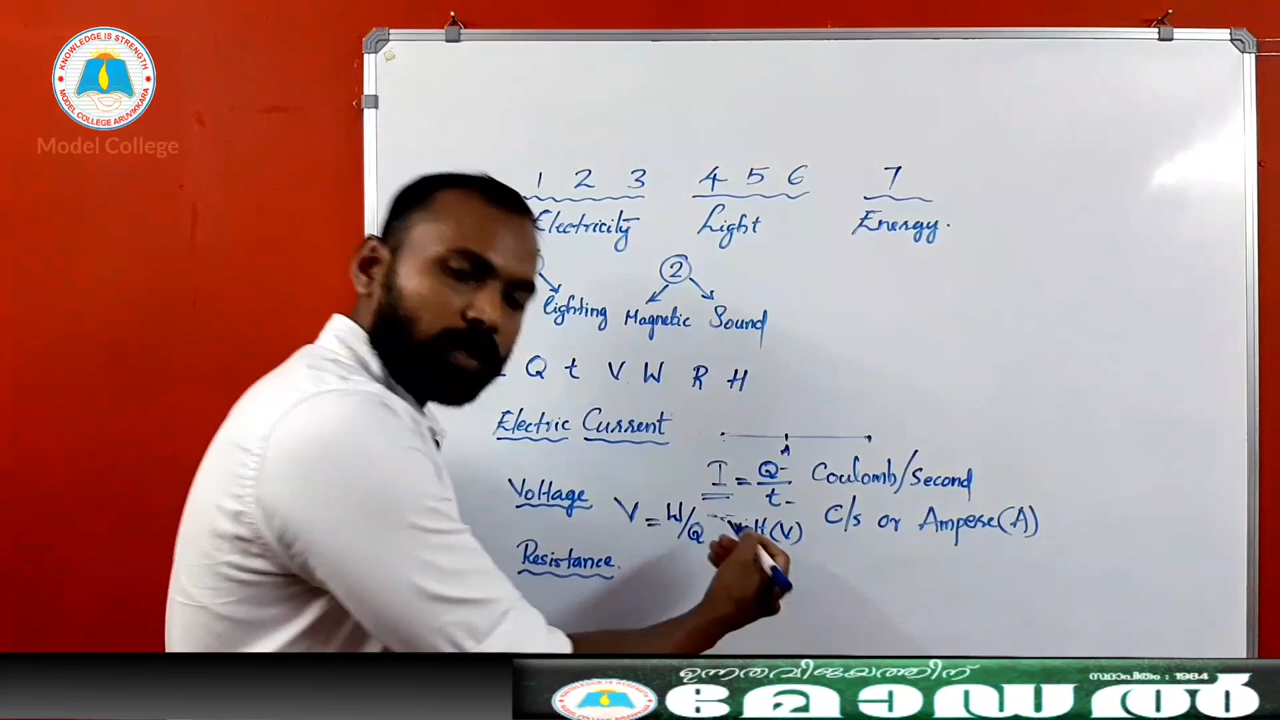 KNOWLEDGE IS STRENGTH
MODEL COLLEGE ARUVIKKARA
Model College
1 2 3 4 5 6 7
Electricity Light Energy.
2
lighting Magnetic Sound
Q t V W R H
Electric Current
A
I = Q/t Coulomb/Second
C/s or Ampere(A)
Voltage V = W/Q (V)
Resistance.
ഉന്നതവിജയത്തിന്
സ്ഥാപിതം : 1984
മോഡൽ